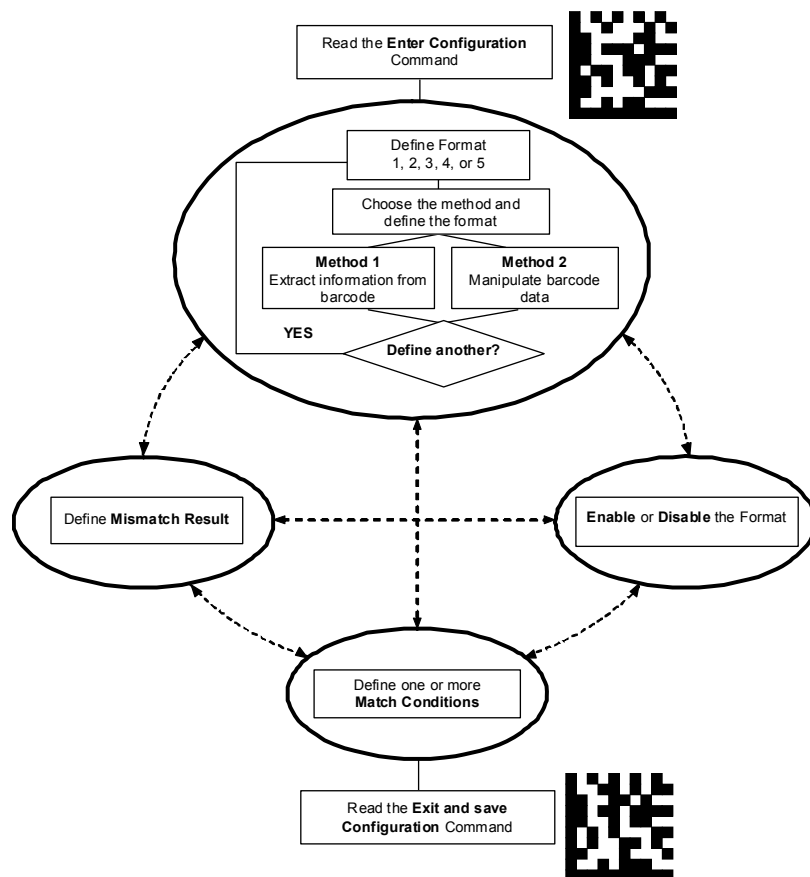 Read the Enter Configuration
Command
Define Format
1, 2, 3, 4, or 5
Choose the method and
define the format
Method 1
Extract information from
barcode
Method 2
Manipulate barcode
data
YES
Define another?
Define Mismatch Result
Enable or Disable the Format
Define one or more
Match Conditions
Read the Exit and save
Configuration Command